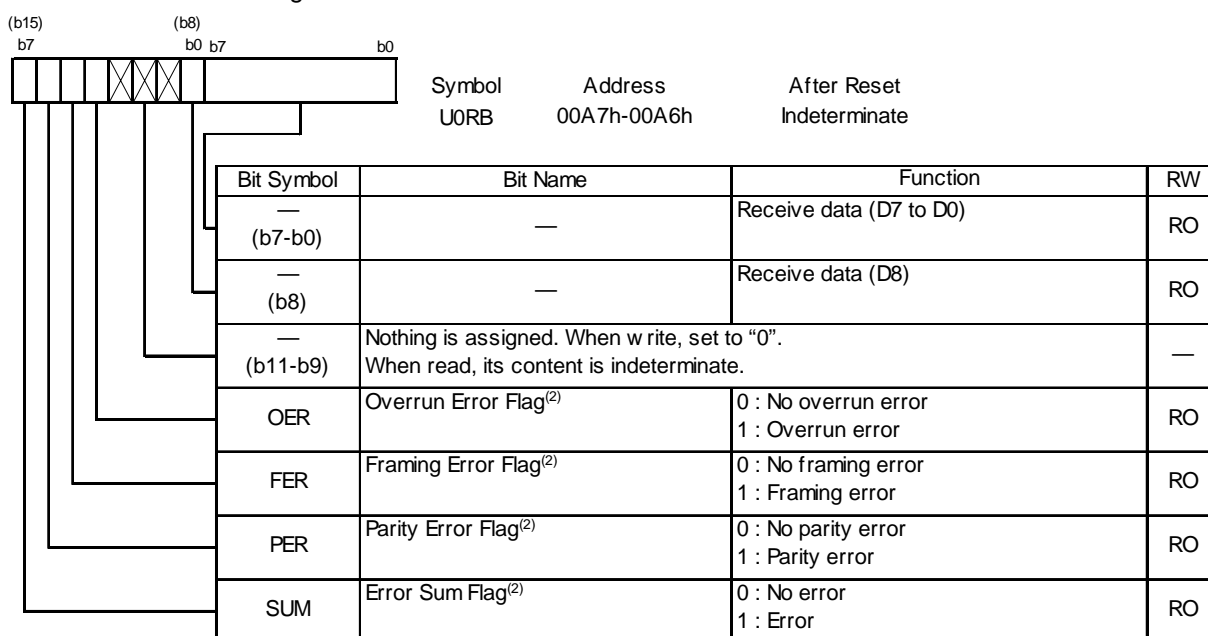 (b15) (b8)
b7 b0 b7 b0
Symbol Address After Reset
U0RB 00A7h-00A6h Indeterminate
Bit Symbol Bit Name Function RW
— (b7-b0) — Receive data (D7 to D0) RO
— (b8) — Receive data (D8) RO
— (b11-b9) Nothing is assigned. When write, set to “0”.
When read, its content is indeterminate. —
OER Overrun Error Flag(2) 0 : No overrun error
1 : Overrun error RO
FER Framing Error Flag(2) 0 : No framing error
1 : Framing error RO
PER Parity Error Flag(2) 0 : No parity error
1 : Parity error RO
SUM Error Sum Flag(2) 0 : No error
1 : Error RO